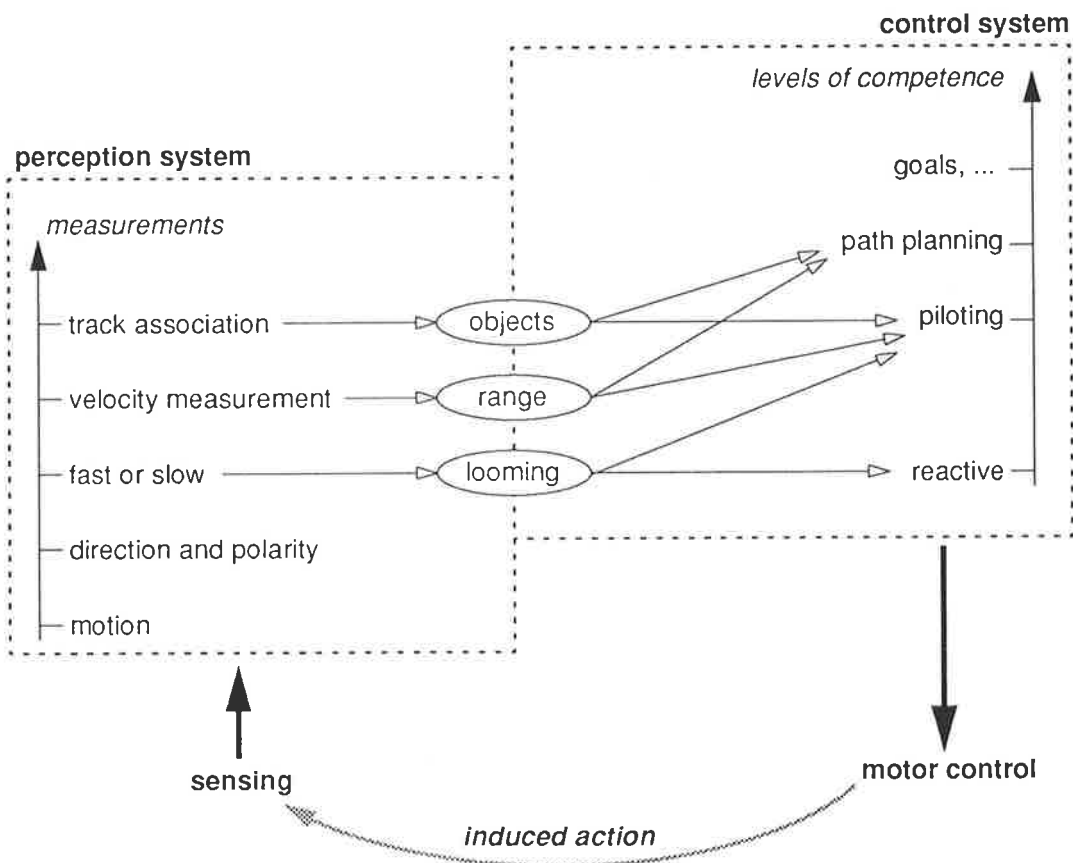 control system
levels of competence
perception system
goals, ...
measurements
path planning
track association
objects
piloting
velocity measurement
range
fast or slow
looming
reactive
direction and polarity
motion
sensing
motor control
induced action